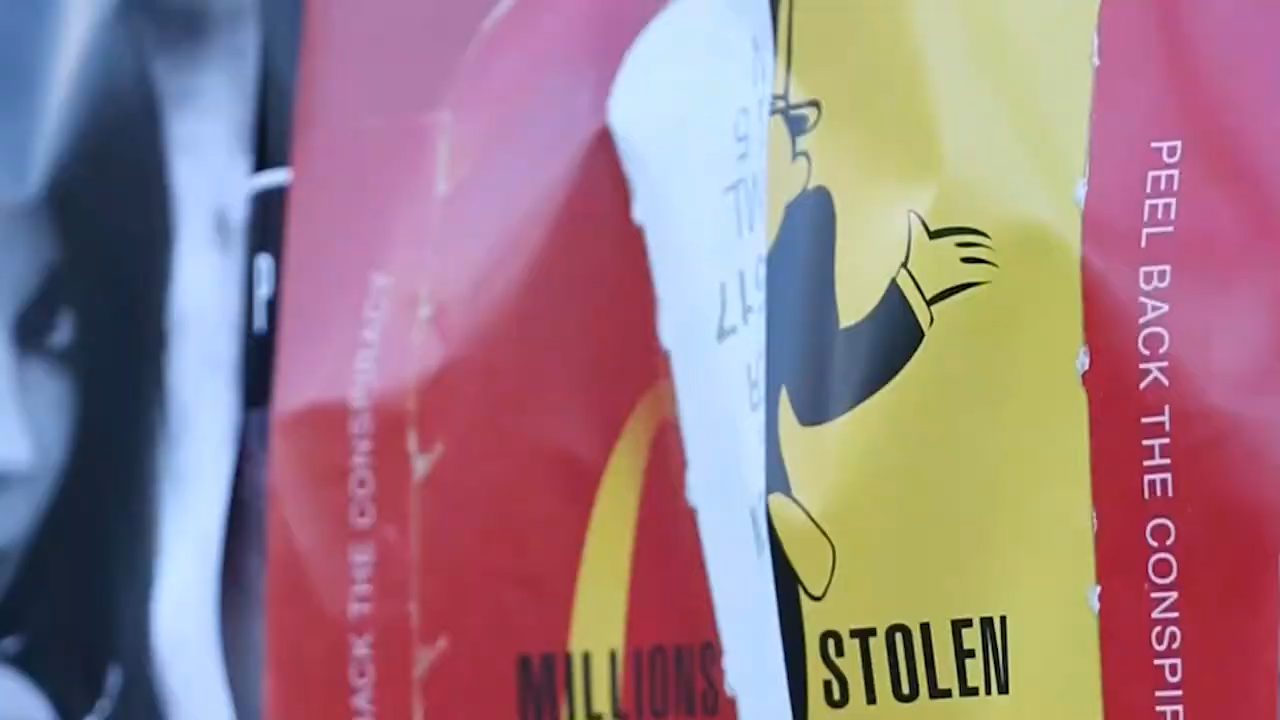 P
BACK THE CONSPIRACY
MILLIONS
STOLEN
PEEL BACK THE CONSPIR